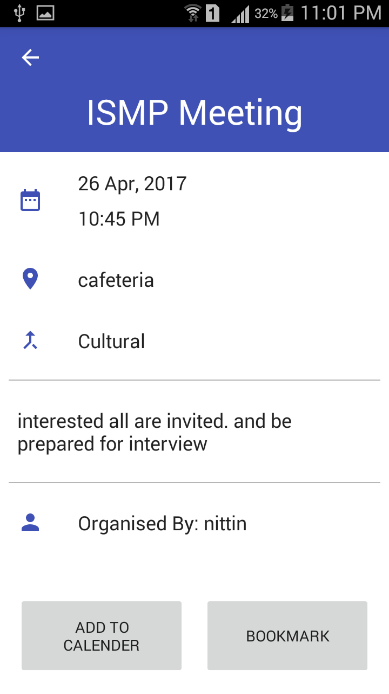 1 32% 11:01 PM
ISMP Meeting
26 Apr, 2017
10:45 PM
cafeteria
Cultural
interested all are invited. and be
prepared for interview
Organised By: nittin
ADD TO
CALENDER
BOOKMARK